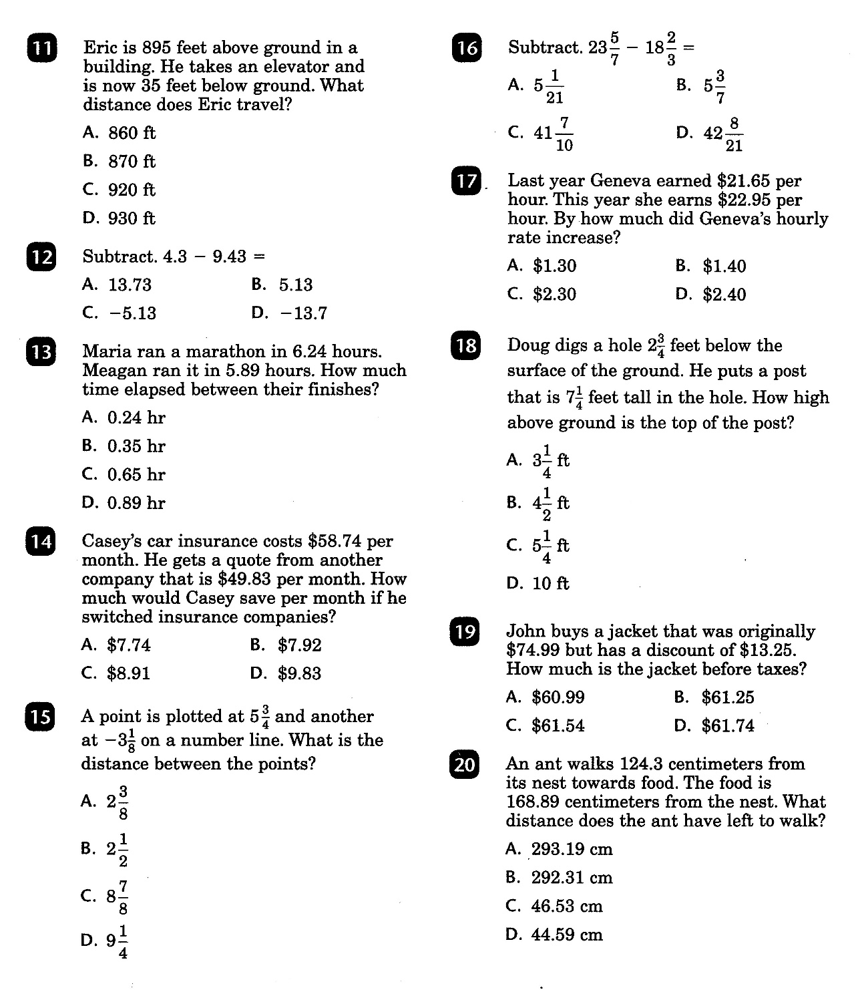 11 Eric is 895 feet above ground in a
building. He takes an elevator and
is now 35 feet below ground. What
distance does Eric travel?
A. 860 ft
B. 870 ft
C. 920 ft
D. 930 ft
12 Subtract. 4.3 − 9.43 =
A. 13.73 B. 5.13
C. −5.13 D. −13.7
13 Maria ran a marathon in 6.24 hours.
Meagan ran it in 5.89 hours. How much
time elapsed between their finishes?
A. 0.24 hr
B. 0.35 hr
C. 0.65 hr
D. 0.89 hr
14 Casey's car insurance costs $58.74 per
month. He gets a quote from another
company that is $49.83 per month. How
much would Casey save per month if he
switched insurance companies?
A. $7.74 B. $7.92
C. $8.91 D. $9.83
15 A point is plotted at 5 3/4 and another
at −3 1/8 on a number line. What is the
distance between the points?
A. 2 3/8
B. 2 1/2
C. 8 7/8
D. 9 1/4
16 Subtract. 23 5/7 − 18 2/3 =
A. 5 1/21 B. 5 3/7
C. 41 7/10 D. 42 8/21
17 Last year Geneva earned $21.65 per
hour. This year she earns $22.95 per
hour. By how much did Geneva's hourly
rate increase?
A. $1.30 B. $1.40
C. $2.30 D. $2.40
18 Doug digs a hole 2 3/4 feet below the
surface of the ground. He puts a post
that is 7 1/4 feet tall in the hole. How high
above ground is the top of the post?
A. 3 1/4 ft
B. 4 1/2 ft
C. 5 1/4 ft
D. 10 ft
19 John buys a jacket that was originally
$74.99 but has a discount of $13.25.
How much is the jacket before taxes?
A. $60.99 B. $61.25
C. $61.54 D. $61.74
20 An ant walks 124.3 centimeters from
its nest towards food. The food is
168.89 centimeters from the nest. What
distance does the ant have left to walk?
A. 293.19 cm
B. 292.31 cm
C. 46.53 cm
D. 44.59 cm